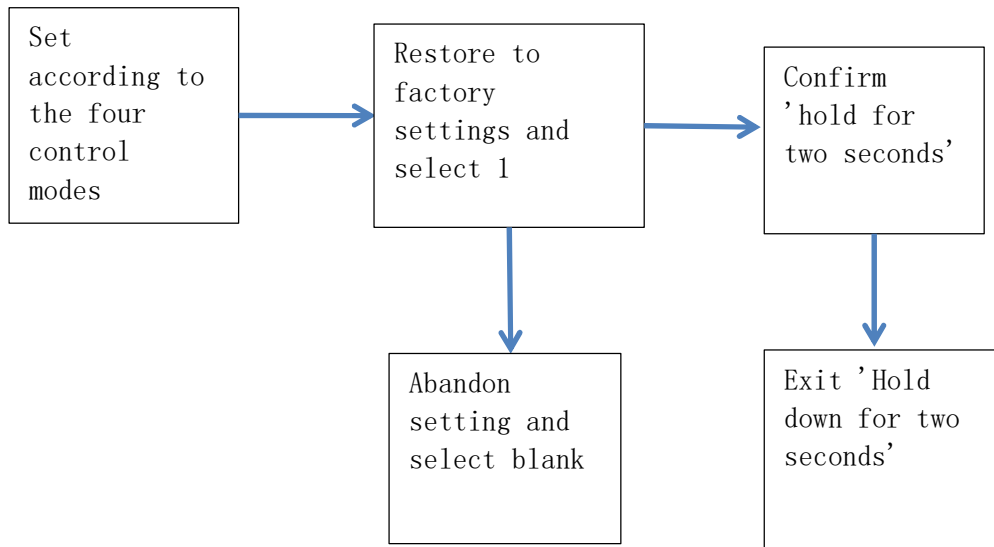 Set
according to
the four
control
modes
Restore to
factory
settings and
select 1
Confirm
'hold for
two seconds'
Abandon
setting and
select blank
Exit 'Hold
down for two
seconds'